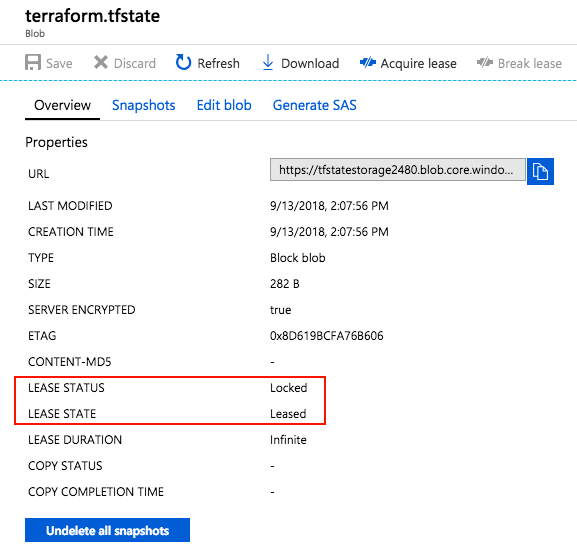 terraform.tfstate
Blob
Save Discard Refresh Download Acquire lease Break lease
Overview Snapshots Edit blob Generate SAS
Properties
URL https://tfstatestorage2480.blob.core.windo...
LAST MODIFIED 9/13/2018, 2:07:56 PM
CREATION TIME 9/13/2018, 2:07:56 PM
TYPE Block blob
SIZE 282 B
SERVER ENCRYPTED true
ETAG 0x8D619BCFA76B606
CONTENT-MD5 -
LEASE STATUS Locked
LEASE STATE Leased
LEASE DURATION Infinite
COPY STATUS -
COPY COMPLETION TIME -
Undelete all snapshots